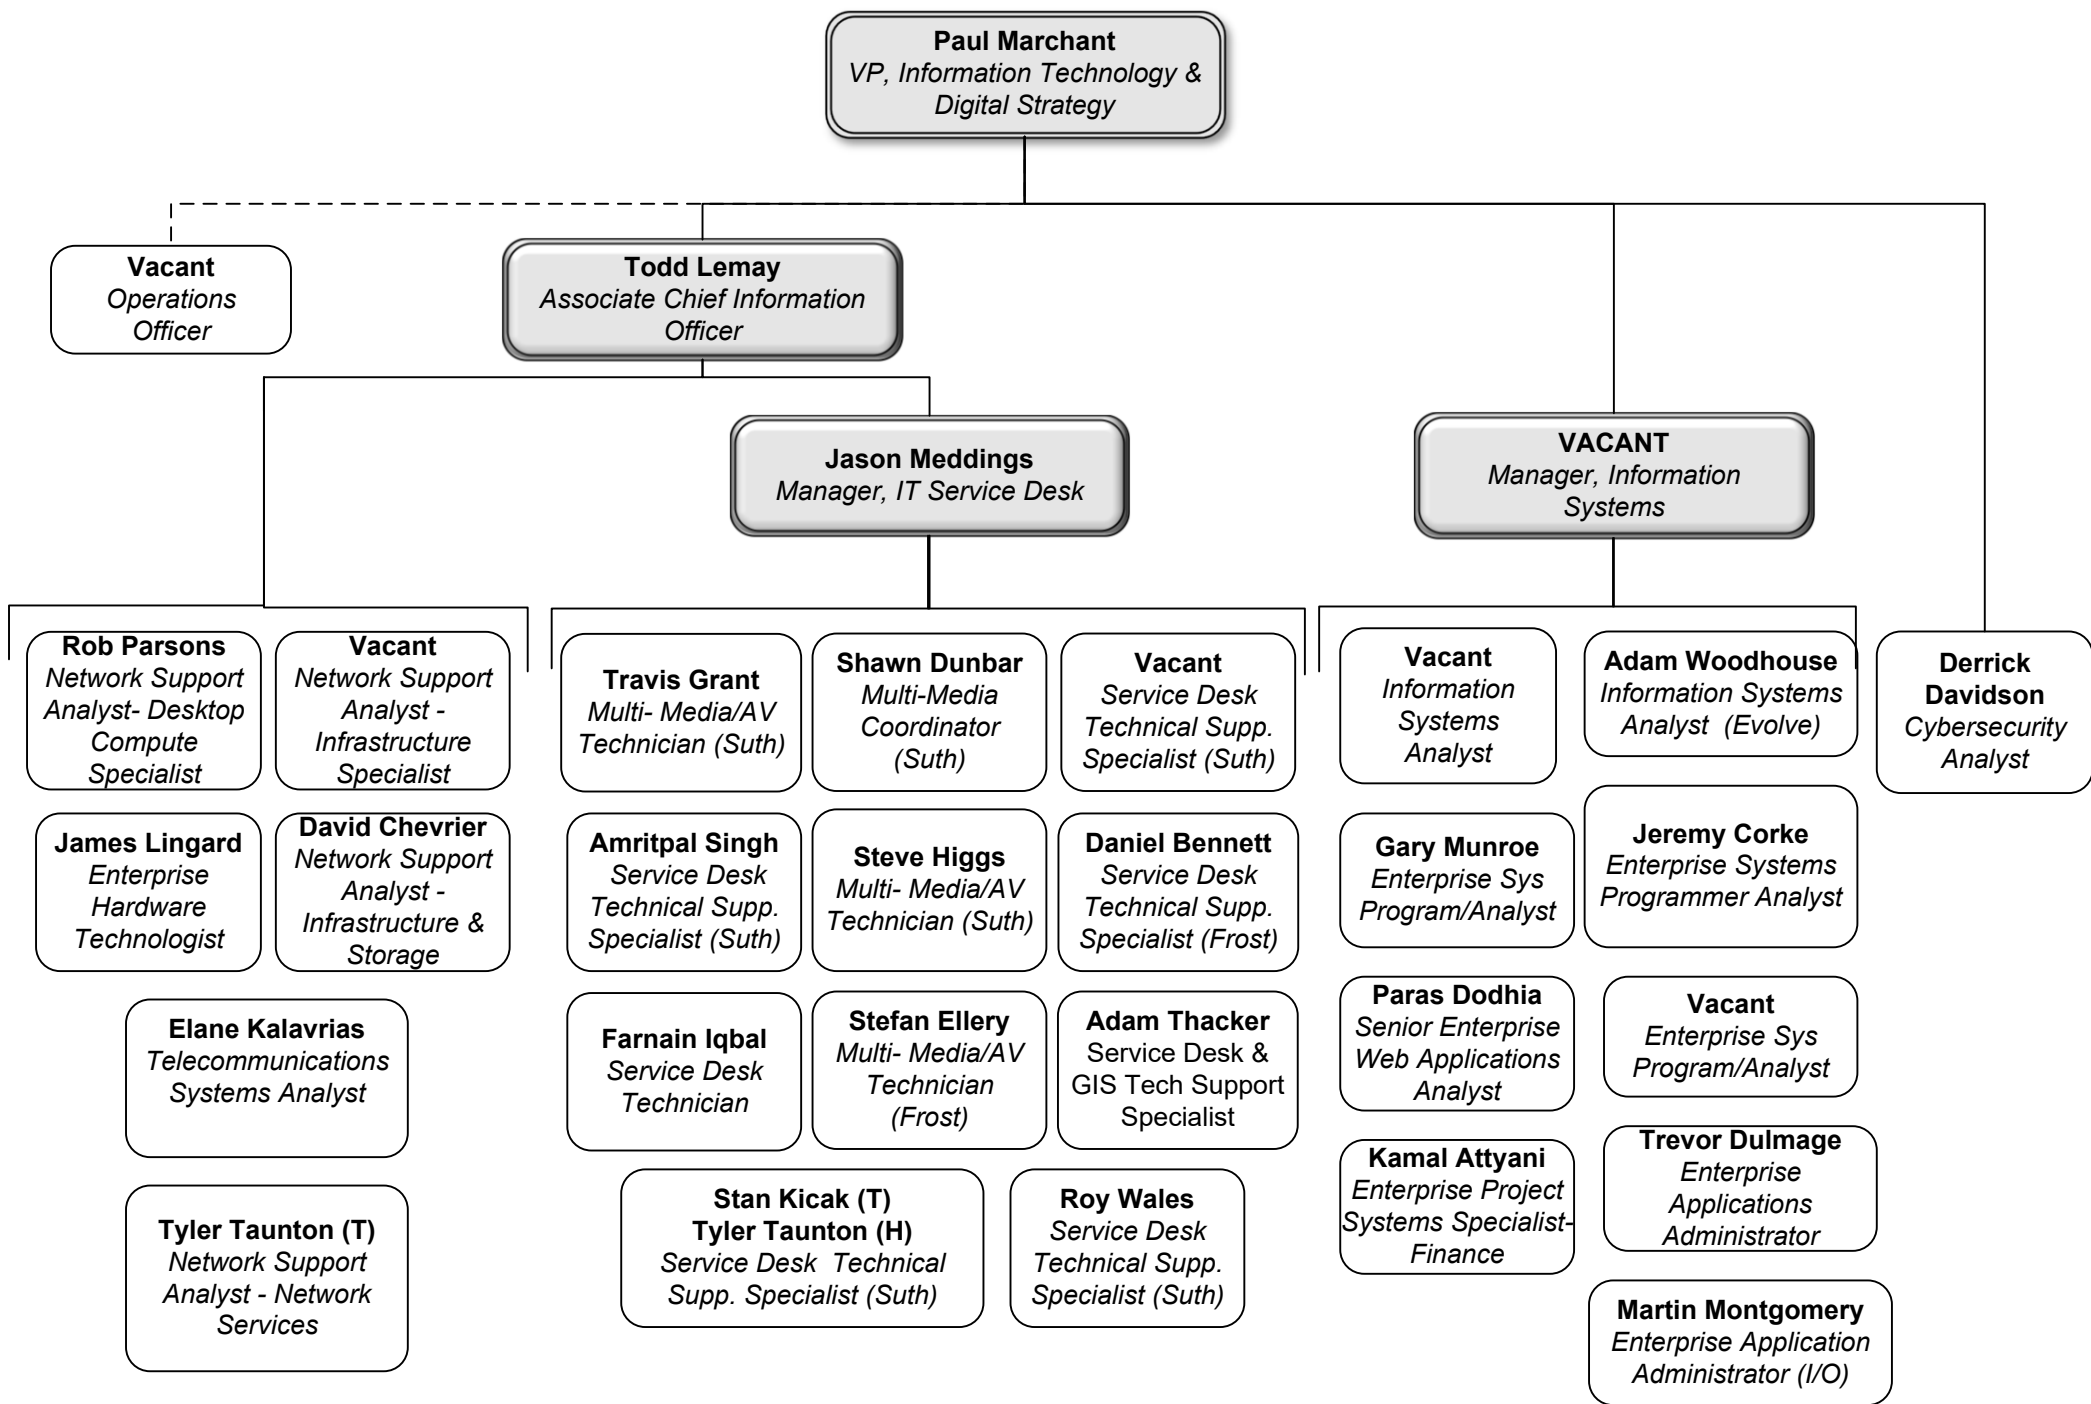 Paul Marchant
VP, Information Technology &
Digital Strategy
Vacant
Operations
Officer
Todd Lemay
Associate Chief Information
Officer
Jason Meddings
Manager, IT Service Desk
VACANT
Manager, Information
Systems
Rob Parsons
Network Support
Analyst- Desktop
Compute
Specialist
Vacant
Network Support
Analyst -
Infrastructure
Specialist
James Lingard
Enterprise
Hardware
Technologist
David Chevrier
Network Support
Analyst -
Infrastructure &
Storage
Elane Kalavrias
Telecommunications
Systems Analyst
Tyler Taunton (T)
Network Support
Analyst - Network
Services
Travis Grant
Multi- Media/AV
Technician (Suth)
Shawn Dunbar
Multi-Media
Coordinator
(Suth)
Vacant
Service Desk
Technical Supp.
Specialist (Suth)
Amritpal Singh
Service Desk
Technical Supp.
Specialist (Suth)
Steve Higgs
Multi- Media/AV
Technician (Suth)
Daniel Bennett
Service Desk
Technical Supp.
Specialist (Frost)
Farnain Iqbal
Service Desk
Technician
Stefan Ellery
Multi- Media/AV
Technician
(Frost)
Adam Thacker
Service Desk &
GIS Tech Support
Specialist
Stan Kicak (T)
Tyler Taunton (H)
Service Desk  Technical
Supp. Specialist (Suth)
Roy Wales
Service Desk
Technical Supp.
Specialist (Suth)
Vacant
Information
Systems
Analyst
Adam Woodhouse
Information Systems
Analyst  (Evolve)
Gary Munroe
Enterprise Sys
Program/Analyst
Jeremy Corke
Enterprise Systems
Programmer Analyst
Paras Dodhia
Senior Enterprise
Web Applications
Analyst
Vacant
Enterprise Sys
Program/Analyst
Kamal Attyani
Enterprise Project
Systems Specialist-
Finance
Trevor Dulmage
Enterprise
Applications
Administrator
Martin Montgomery
Enterprise Application
Administrator (I/O)
Derrick
Davidson
Cybersecurity
Analyst